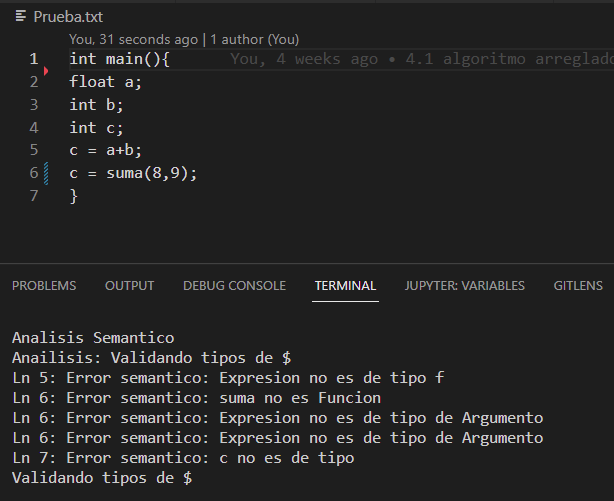 Prueba.txt
You, 31 seconds ago | 1 author (You)
1 int main(){ You, 4 weeks ago • 4.1 algoritmo arreglado
2 float a;
3 int b;
4 int c;
5 c = a+b;
6 c = suma(8,9);
7 }
PROBLEMS OUTPUT DEBUG CONSOLE TERMINAL JUPYTER: VARIABLES GITLENS
Analisis Semantico
Anailisis: Validando tipos de $
Ln 5: Error semantico: Expresion no es de tipo f
Ln 6: Error semantico: suma no es Funcion
Ln 6: Error semantico: Expresion no es de tipo de Argumento
Ln 6: Error semantico: Expresion no es de tipo de Argumento
Ln 7: Error semantico: c no es de tipo
Validando tipos de $